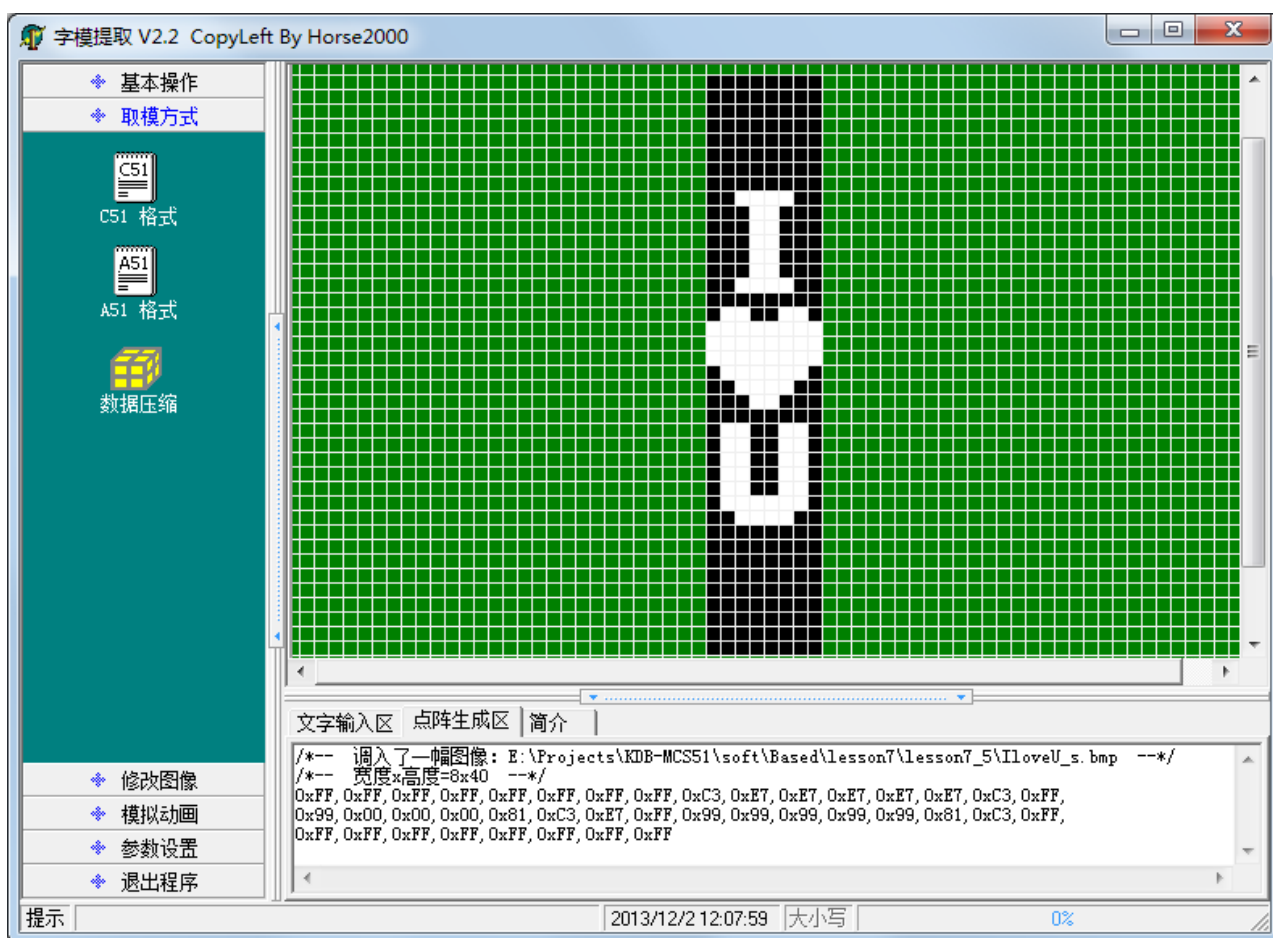 字模提取 V2.2 CopyLeft By Horse2000
基本操作
取模方式
C51
C51 格式
A51
A51 格式
数据压缩
修改图像
模拟动画
参数设置
退出程序
文字输入区 点阵生成区 简介
/*-- 调入了一幅图像: E:\Projects\KDB-MCS51\soft\Based\lesson7\lesson7_5\IloveU_s.bmp --*/
/*-- 宽度x高度=8x40 --*/
0xFF,0xFF,0xFF,0xFF,0xFF,0xFF,0xFF,0xFF,0xC3,0xE7,0xE7,0xE7,0xE7,0xE7,0xC3,0xFF,
0x99,0x00,0x00,0x00,0x81,0xC3,0xE7,0xFF,0x99,0x99,0x99,0x99,0x99,0x81,0xC3,0xFF,
0xFF,0xFF,0xFF,0xFF,0xFF,0xFF,0xFF,0xFF
提示 2013/12/2 12:07:59 大小写 0%